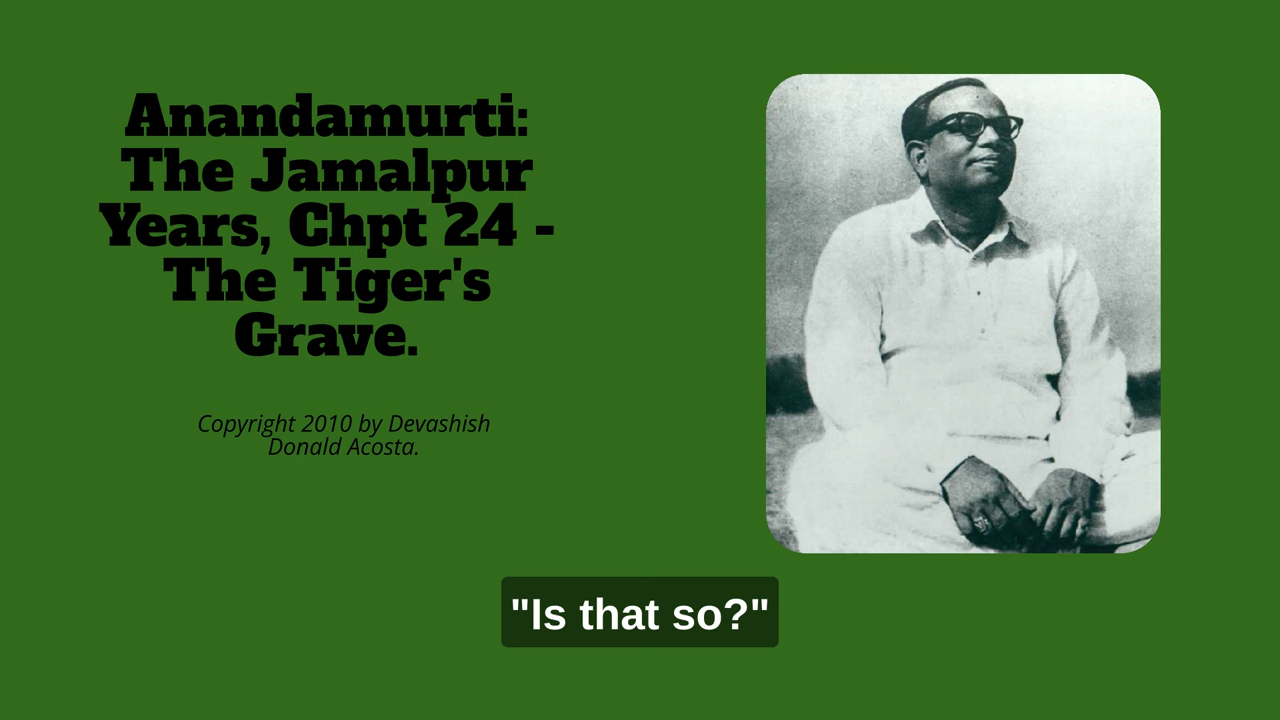 Anandamurti:
The Jamalpur
Years, Chpt 24 -
The Tiger's
Grave.
Copyright 2010 by Devashish
Donald Acosta.
"Is that so?"